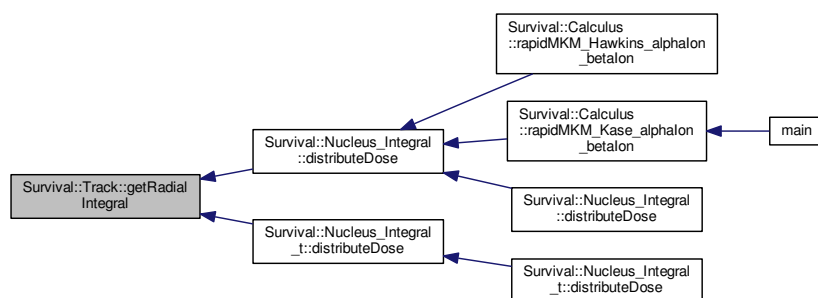 Survival::Calculus
::rapidMKM_Hawkins_alphaIon
_betaIon
Survival::Calculus
::rapidMKM_Kase_alphaIon
_betaIon
main
Survival::Nucleus_Integral
::distributeDose
Survival::Track::getRadial
Integral
Survival::Nucleus_Integral
::distributeDose
Survival::Nucleus_Integral
_t::distributeDose
Survival::Nucleus_Integral
_t::distributeDose